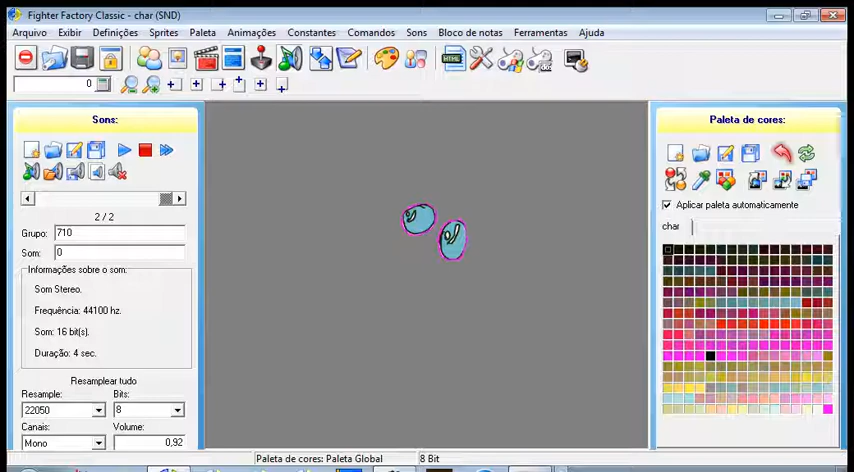 Fighter Factory Classic - char (SND)
Arquivo Exibir Definições Sprites Paleta Animações Constantes Comandos Sons Bloco de notas Ferramentas Ajuda
0
Sons:
2 / 2
Grupo: 710
Som: 0
Informações sobre o som:
Som Stereo.
Frequência: 44100 hz.
Som: 16 bit(s).
Duração: 4 sec.
Resamplear tudo
Resample: Bits:
22050 8
Canais: Volume:
Mono 0,92
Paleta de cores:
Aplicar paleta automaticamente
char
Paleta de cores: Paleta Global 8 Bit